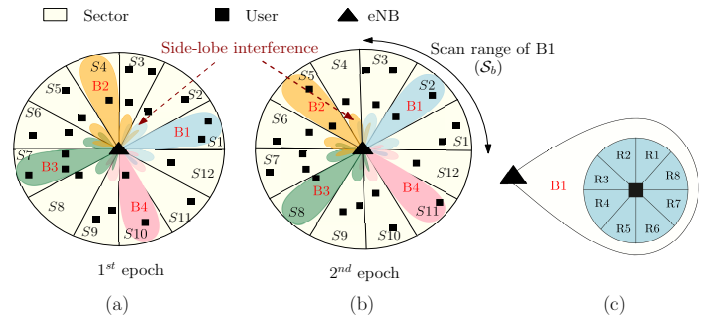 Sector User eNB
Side-lobe interference
Scan range of B1
(𝒮b)
S4 S3
S5 B2 S2
S6 B1 S1
S7 B3 S12
S8 B4 S11
S9 S10
1st epoch
(a)
S4 S3
S5 B2 S2
S6 B1 S1
S7 B3 S12
S8 B4 S11
S9 S10
2nd epoch
(b)
B1
R2 R1
R3 R8
R4 R7
R5 R6
(c)